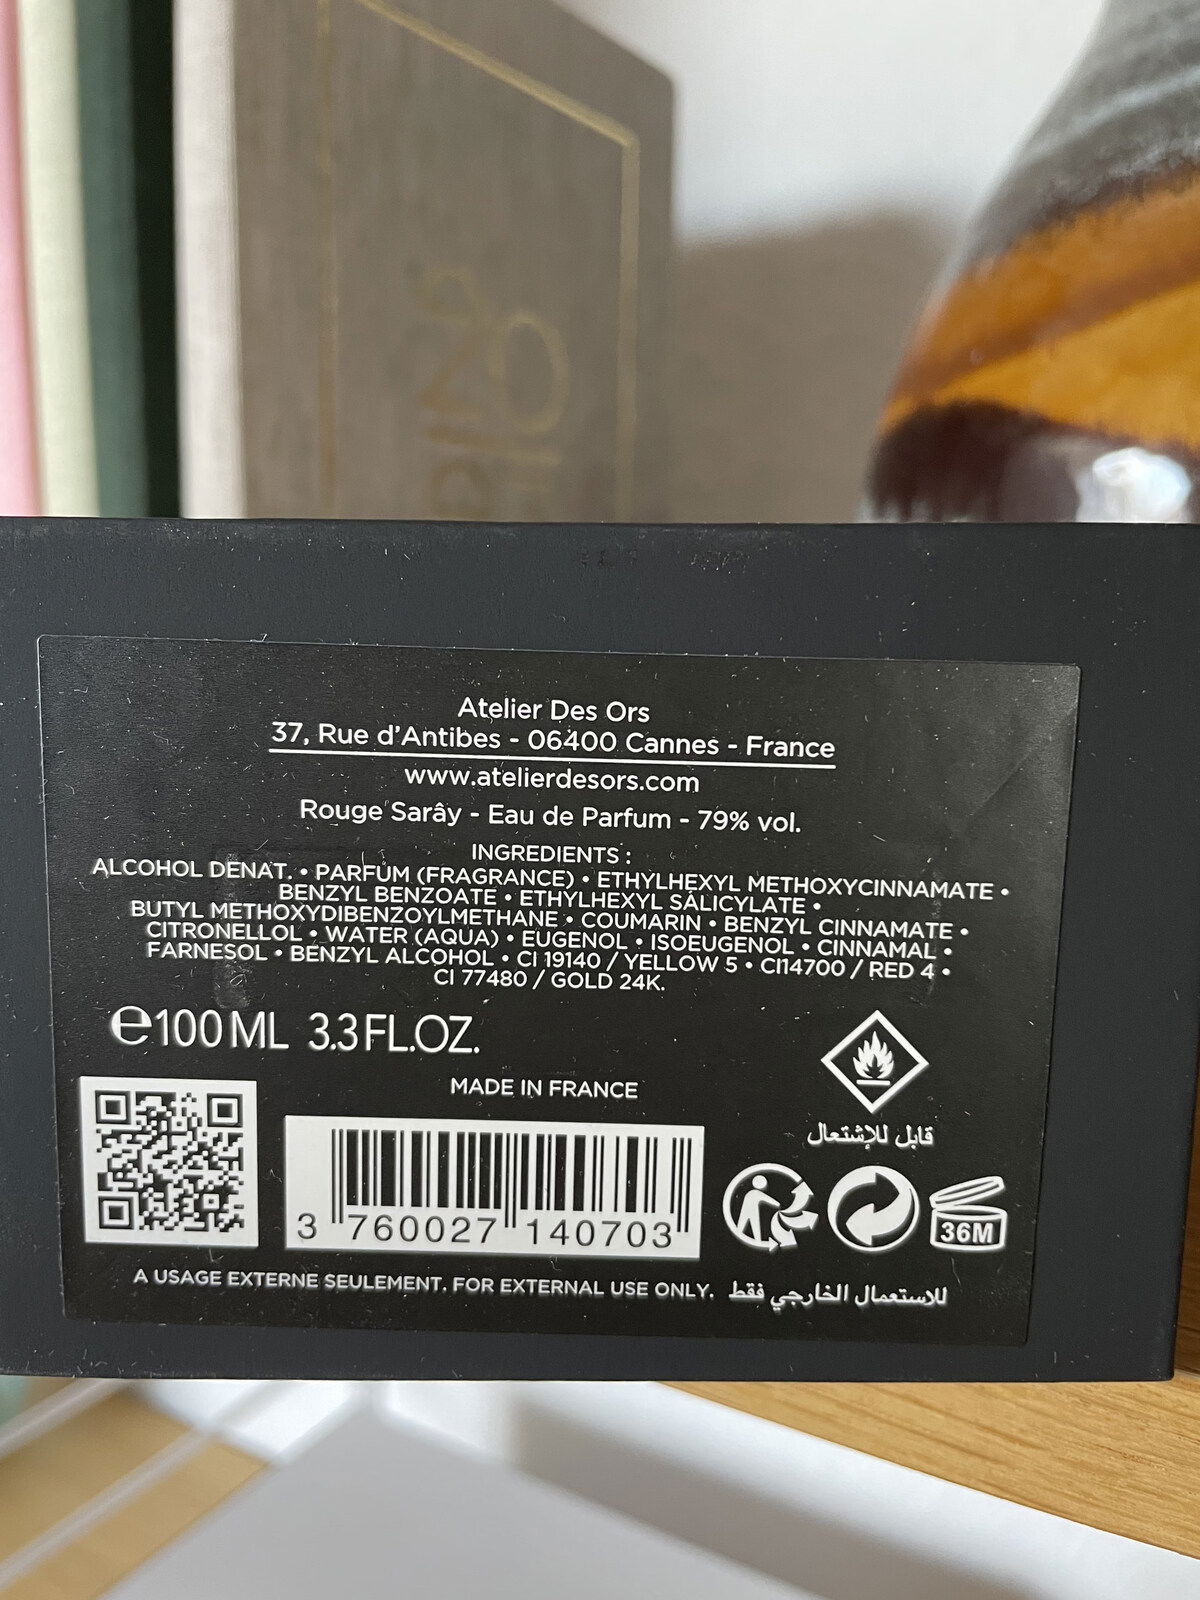 Atelier Des Ors
37, Rue d'Antibes - 06400 Cannes - France
www.atelierdesors.com
Rouge Sarây - Eau de Parfum - 79% vol.
INGREDIENTS :
ALCOHOL DENAT. • PARFUM (FRAGRANCE) • ETHYLHEXYL METHOXYCINNAMATE •
BENZYL BENZOATE • ETHYLHEXYL SALICYLATE •
BUTYL METHOXYDIBENZOYLMETHANE • COUMARIN • BENZYL CINNAMATE •
CITRONELLOL • WATER (AQUA) • EUGENOL • ISOEUGENOL • CINNAMAL •
FARNESOL • BENZYL ALCOHOL • CI 19140 / YELLOW 5 • CI14700 / RED 4 •
CI 77480 / GOLD 24K.
e100 ML 3.3 FL.OZ.
MADE IN FRANCE
قابل للإشتعال
3 760027 140703
36M
A USAGE EXTERNE SEULEMENT. FOR EXTERNAL USE ONLY. للاستعمال الخارجي فقط